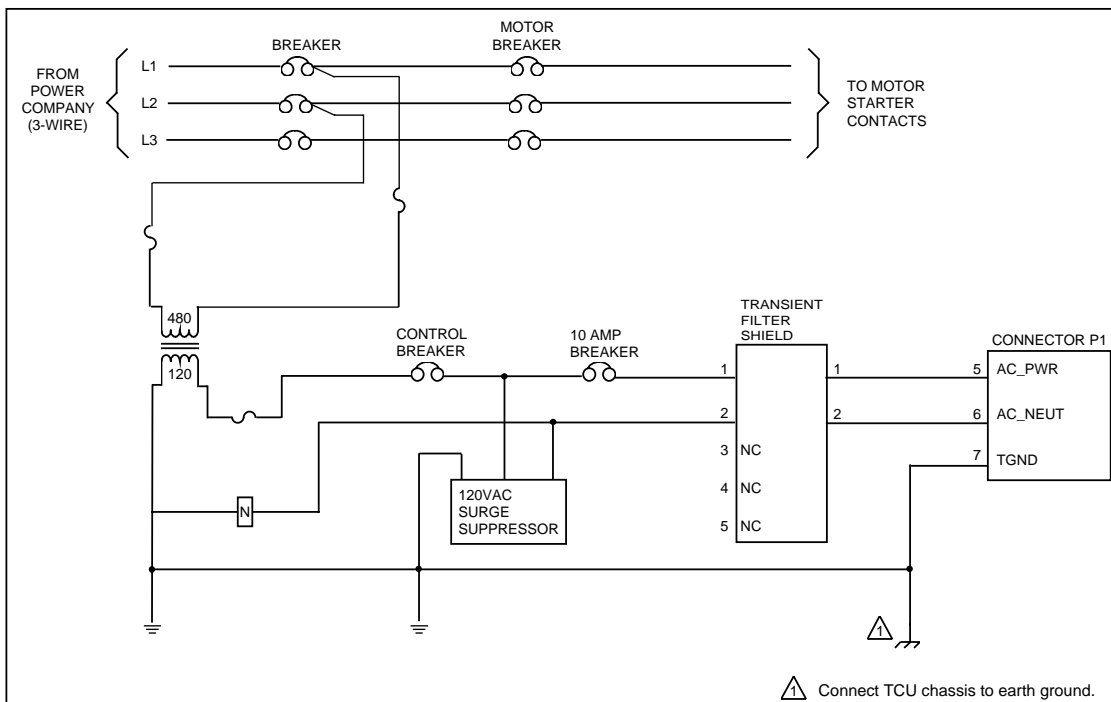 BREAKER
MOTOR
BREAKER
FROM
POWER
COMPANY
(3-WIRE)
L1
L2
L3
TO MOTOR
STARTER
CONTACTS
480
120
CONTROL
BREAKER
10 AMP
BREAKER
TRANSIENT
FILTER
SHIELD
CONNECTOR P1
1
1
5 AC_PWR
2
2
6 AC_NEUT
3 NC
7 TGND
4 NC
5 NC
N
120VAC
SURGE
SUPPRESSOR
1
1 Connect TCU chassis to earth ground.